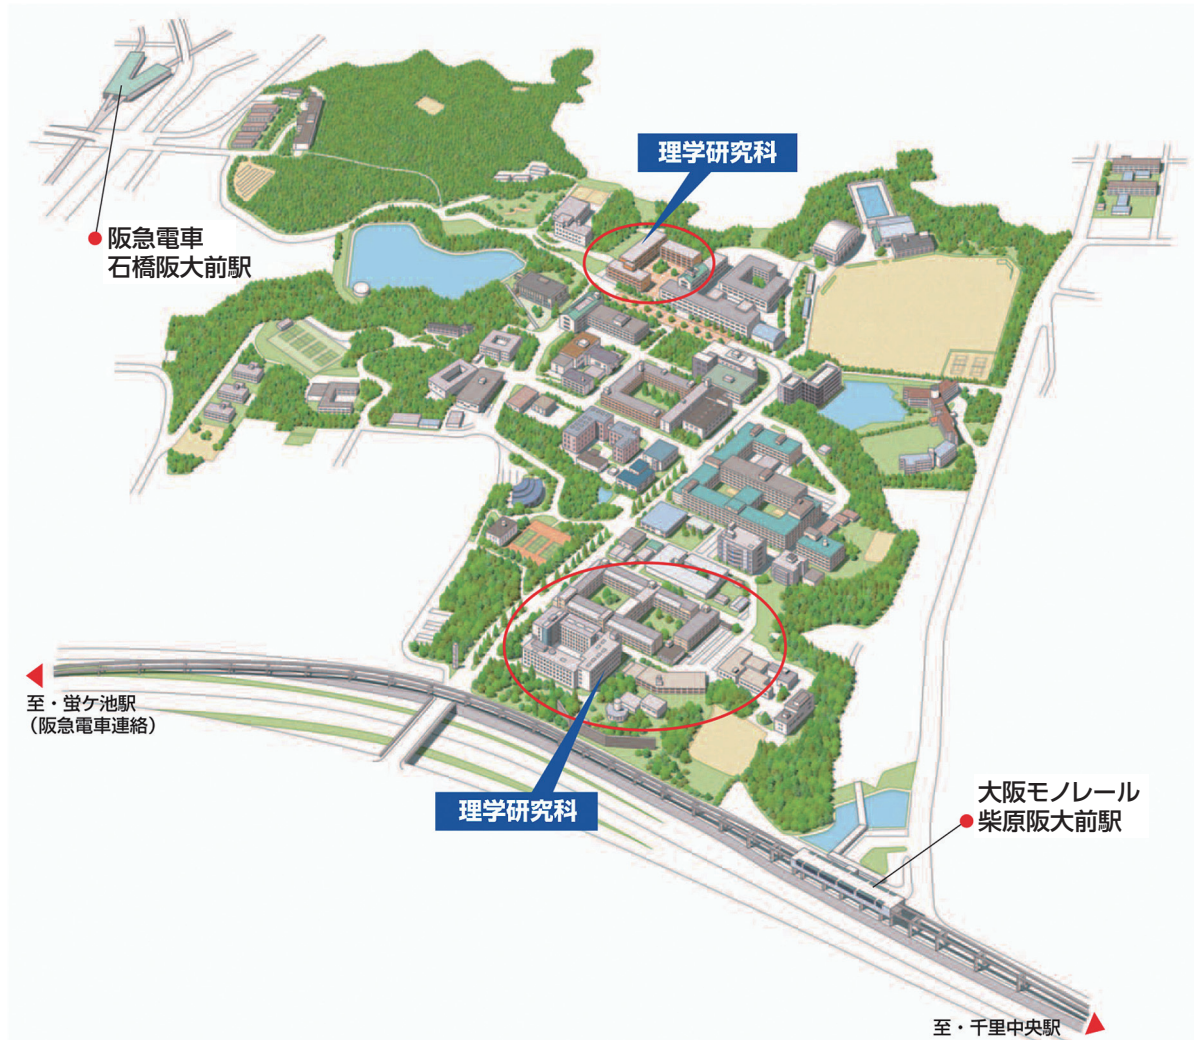 理学研究科
阪急電車
石橋阪大前駅
至・蛍ケ池駅
（阪急電車連絡）
理学研究科
大阪モノレール
柴原阪大前駅
至・千里中央駅